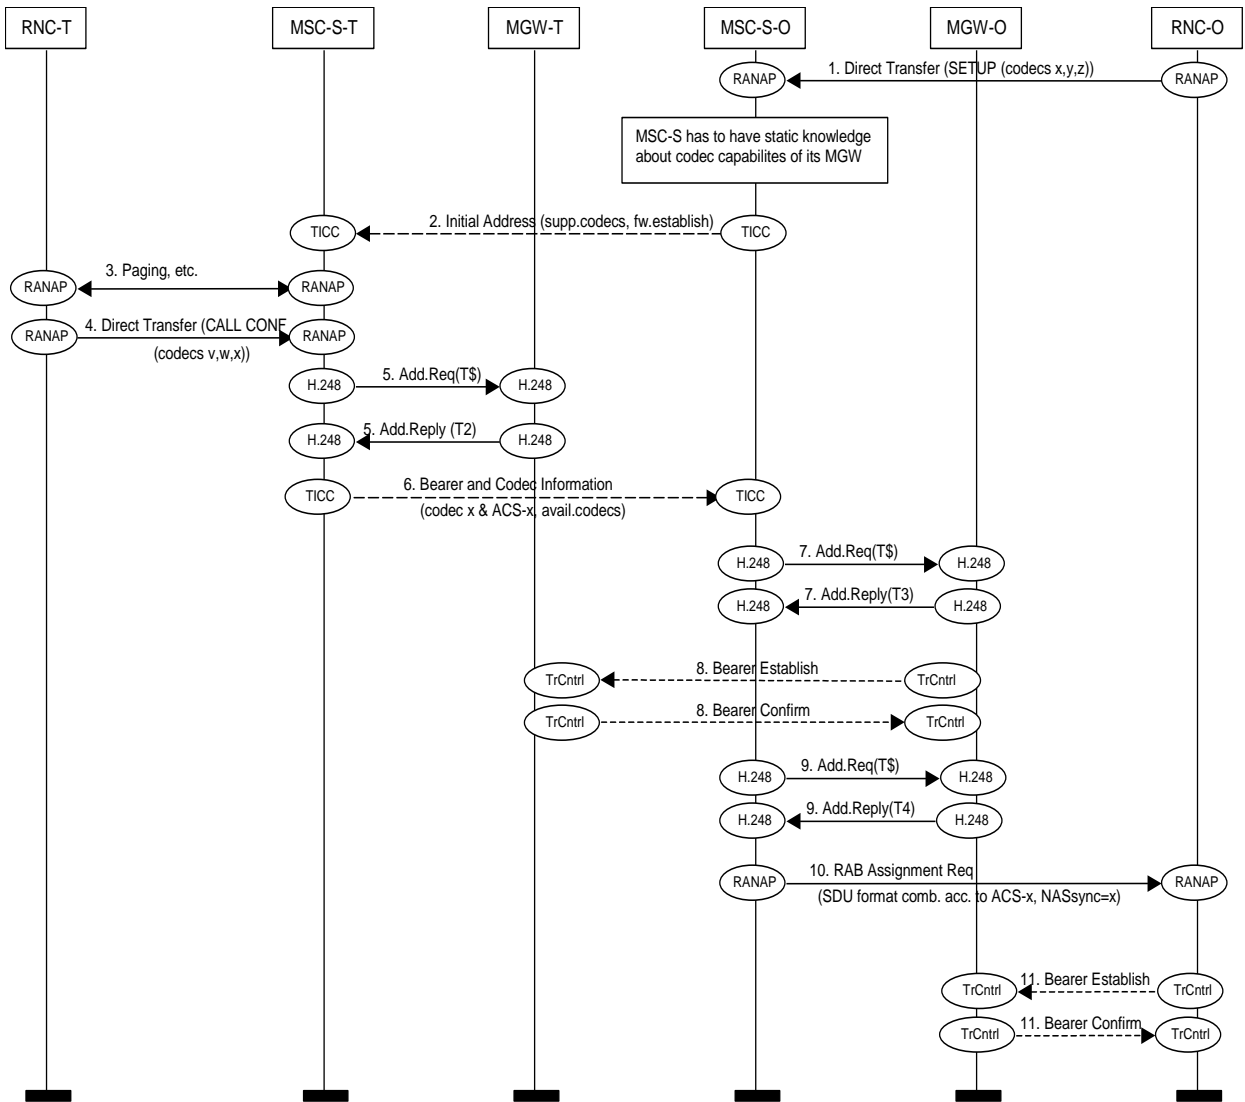 RNC-T MSC-S-T MGW-T MSC-S-O MGW-O RNC-O
1. Direct Transfer (SETUP (codecs x,y,z))
RANAP RANAP
MSC-S has to have static knowledge
about codec capabilites of its MGW
2. Initial Address (supp.codecs, fw.establish)
TICC TICC
3. Paging, etc.
RANAP RANAP
4. Direct Transfer (CALL CONF
RANAP RANAP
(codecs v,w,x))
5. Add.Req(T$)
H.248 H.248
5. Add.Reply (T2)
H.248 H.248
6. Bearer and Codec Information
TICC TICC
(codec x & ACS-x, avail.codecs)
7. Add.Req(T$)
H.248 H.248
7. Add.Reply(T3)
H.248 H.248
8. Bearer Establish
TrCntrl TrCntrl
8. Bearer Confirm
TrCntrl TrCntrl
9. Add.Req(T$)
H.248 H.248
9. Add.Reply(T4)
H.248 H.248
10. RAB Assignment Req
RANAP RANAP
(SDU format comb. acc. to ACS-x, NASsync=x)
11. Bearer Establish
TrCntrl TrCntrl
11. Bearer Confirm
TrCntrl TrCntrl